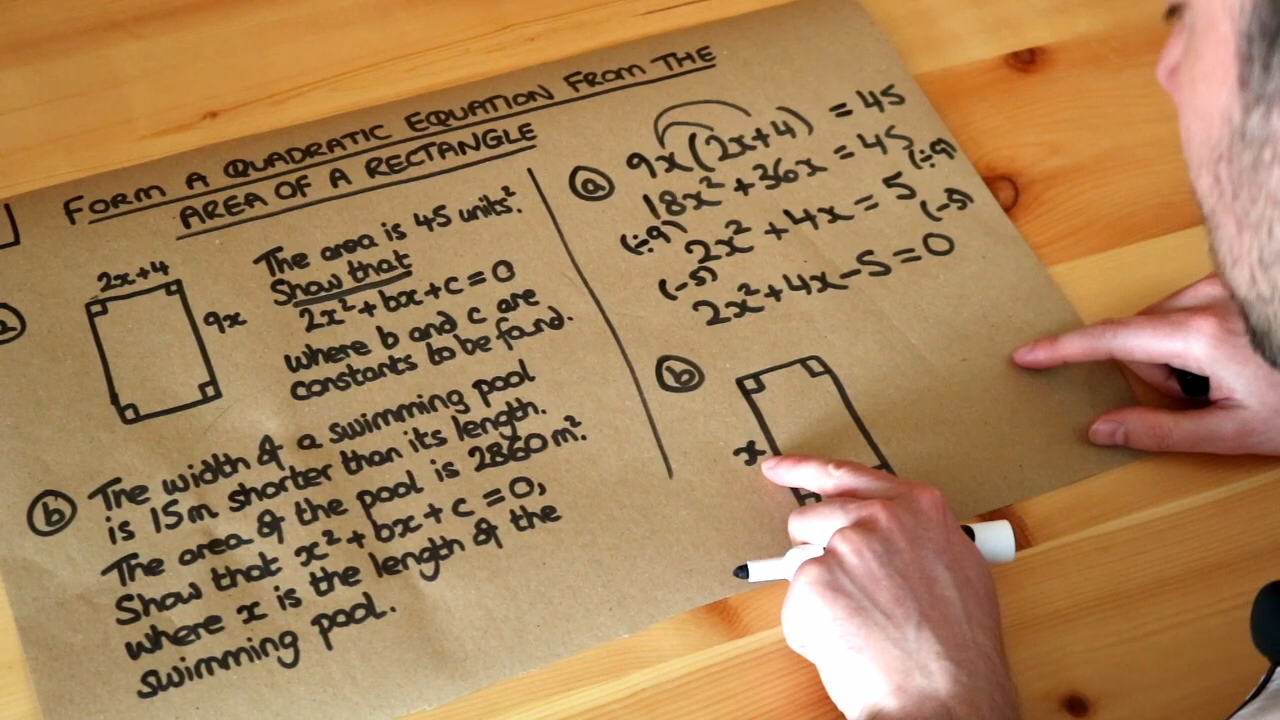 FORM A QUADRATIC EQUATION FROM THE
AREA OF A RECTANGLE
a
2x+4
9x
The area is 45 units².
Show that
2x²+bx+c=0
where b and c are
constants to be found.
b
The width of a swimming pool
is 15m shorter than its length.
The area of the pool is 2860m².
Show that x²+bx+c=0,
where x is the length of the
swimming pool.
a
9x(2x+4) = 45
18x²+36x = 45
(÷9) (÷9)
2x²+4x = 5
(-5) (-5)
2x²+4x-5=0
b
x